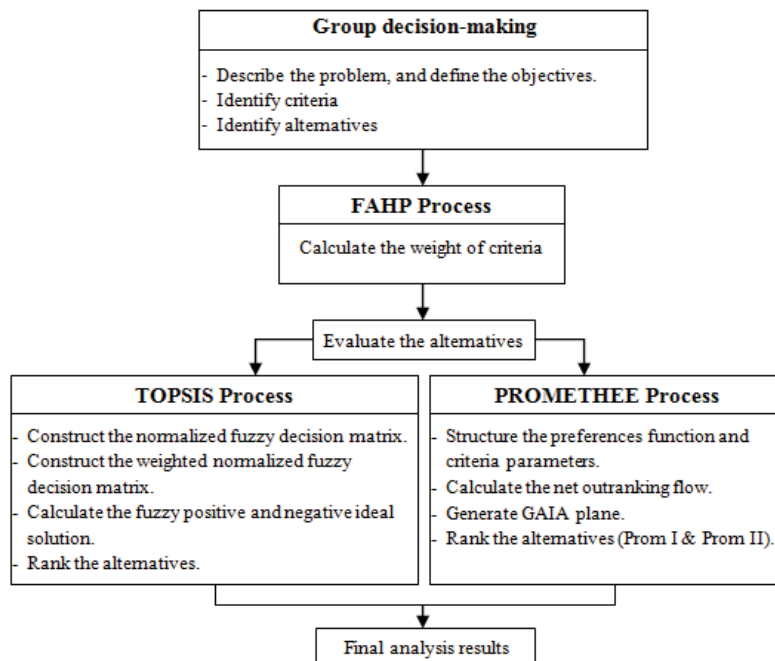 Group decision-making
- Describe the problem, and define the objectives.
- Identify criteria
- Identify alternatives
FAHP Process
Calculate the weight of criteria
Evaluate the alternatives
TOPSIS Process
- Construct the normalized fuzzy decision matrix.
- Construct the weighted normalized fuzzy
decision matrix.
- Calculate the fuzzy positive and negative ideal
solution.
- Rank the alternatives.
PROMETHEE Process
- Structure the preferences function and
criteria parameters.
- Calculate the net outranking flow.
- Generate GAIA plane.
- Rank the alternatives (Prom I & Prom II).
Final analysis results